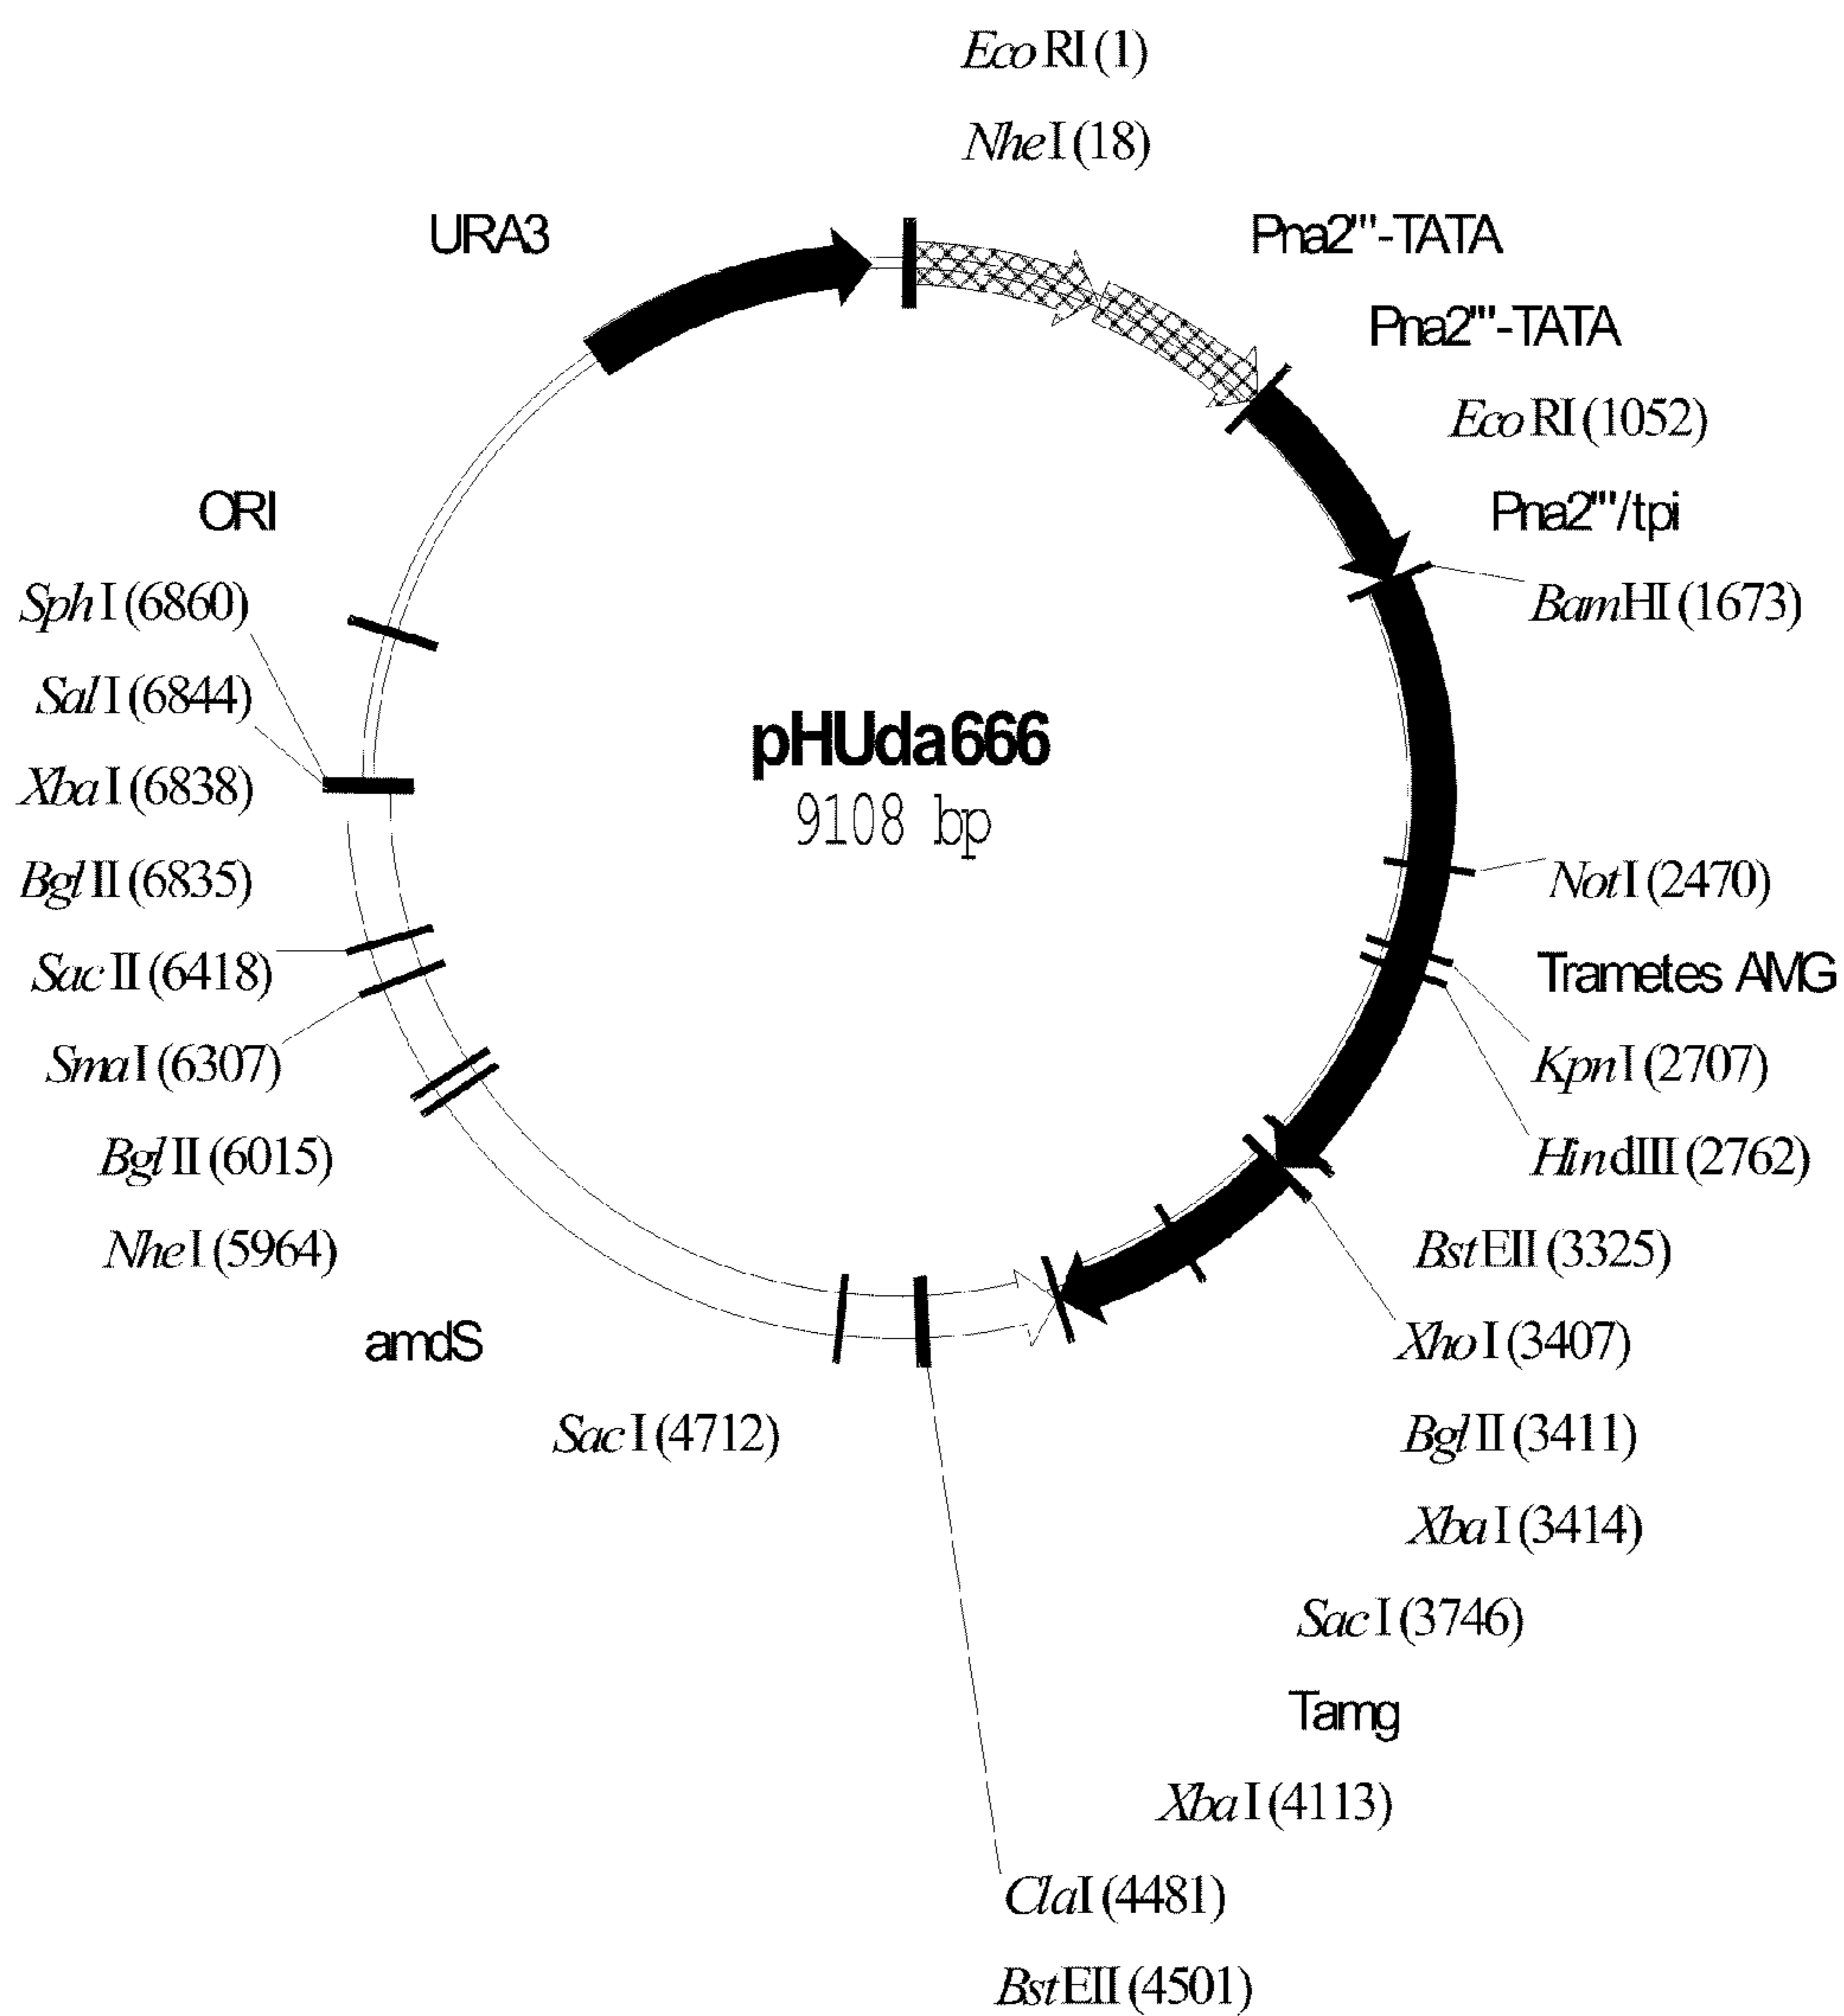 EcoRI (1)
NheI (18)
URA3
Pna2'''-TATA
Pna2'''-TATA
EcoRI (1052)
ORI
Pna2'''/tpi
SphI (6860)
BamHI (1673)
SalI (6844)
pHUda666
XbaI (6838)
9108 bp
BglII (6835)
NotI (2470)
SacII (6418)
Trametes AMG
SmaI (6307)
KpnI (2707)
BglII (6015)
HindIII (2762)
NheI (5964)
BstEII (3325)
amdS
XhoI (3407)
SacI (4712)
BglII (3411)
XbaI (3414)
SacI (3746)
Tamg
XbaI (4113)
ClaI (4481)
BstEII (4501)